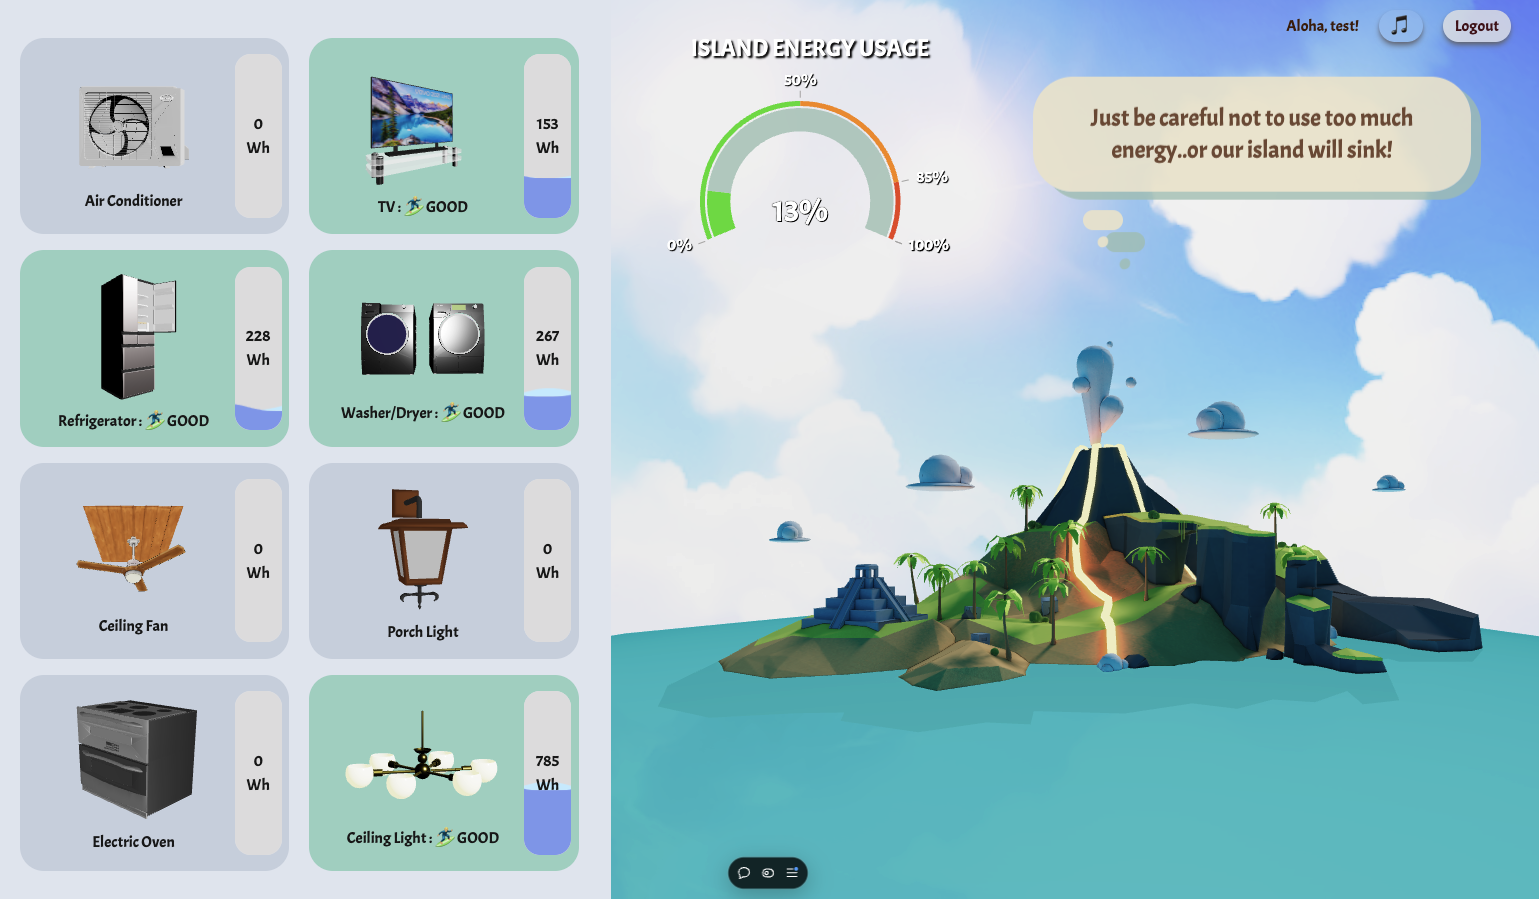 Aloha, test!
Logout
0
Wh
Air Conditioner
153
Wh
TV : 🏄GOOD
228
Wh
Refrigerator : 🏄GOOD
267
Wh
Washer/Dryer : 🏄GOOD
0
Wh
Ceiling Fan
0
Wh
Porch Light
0
Wh
Electric Oven
785
Wh
Ceiling Light : 🏄GOOD
ISLAND ENERGY USAGE
50%
85%
13%
0%
100%
Just be careful not to use too much
energy..or our island will sink!